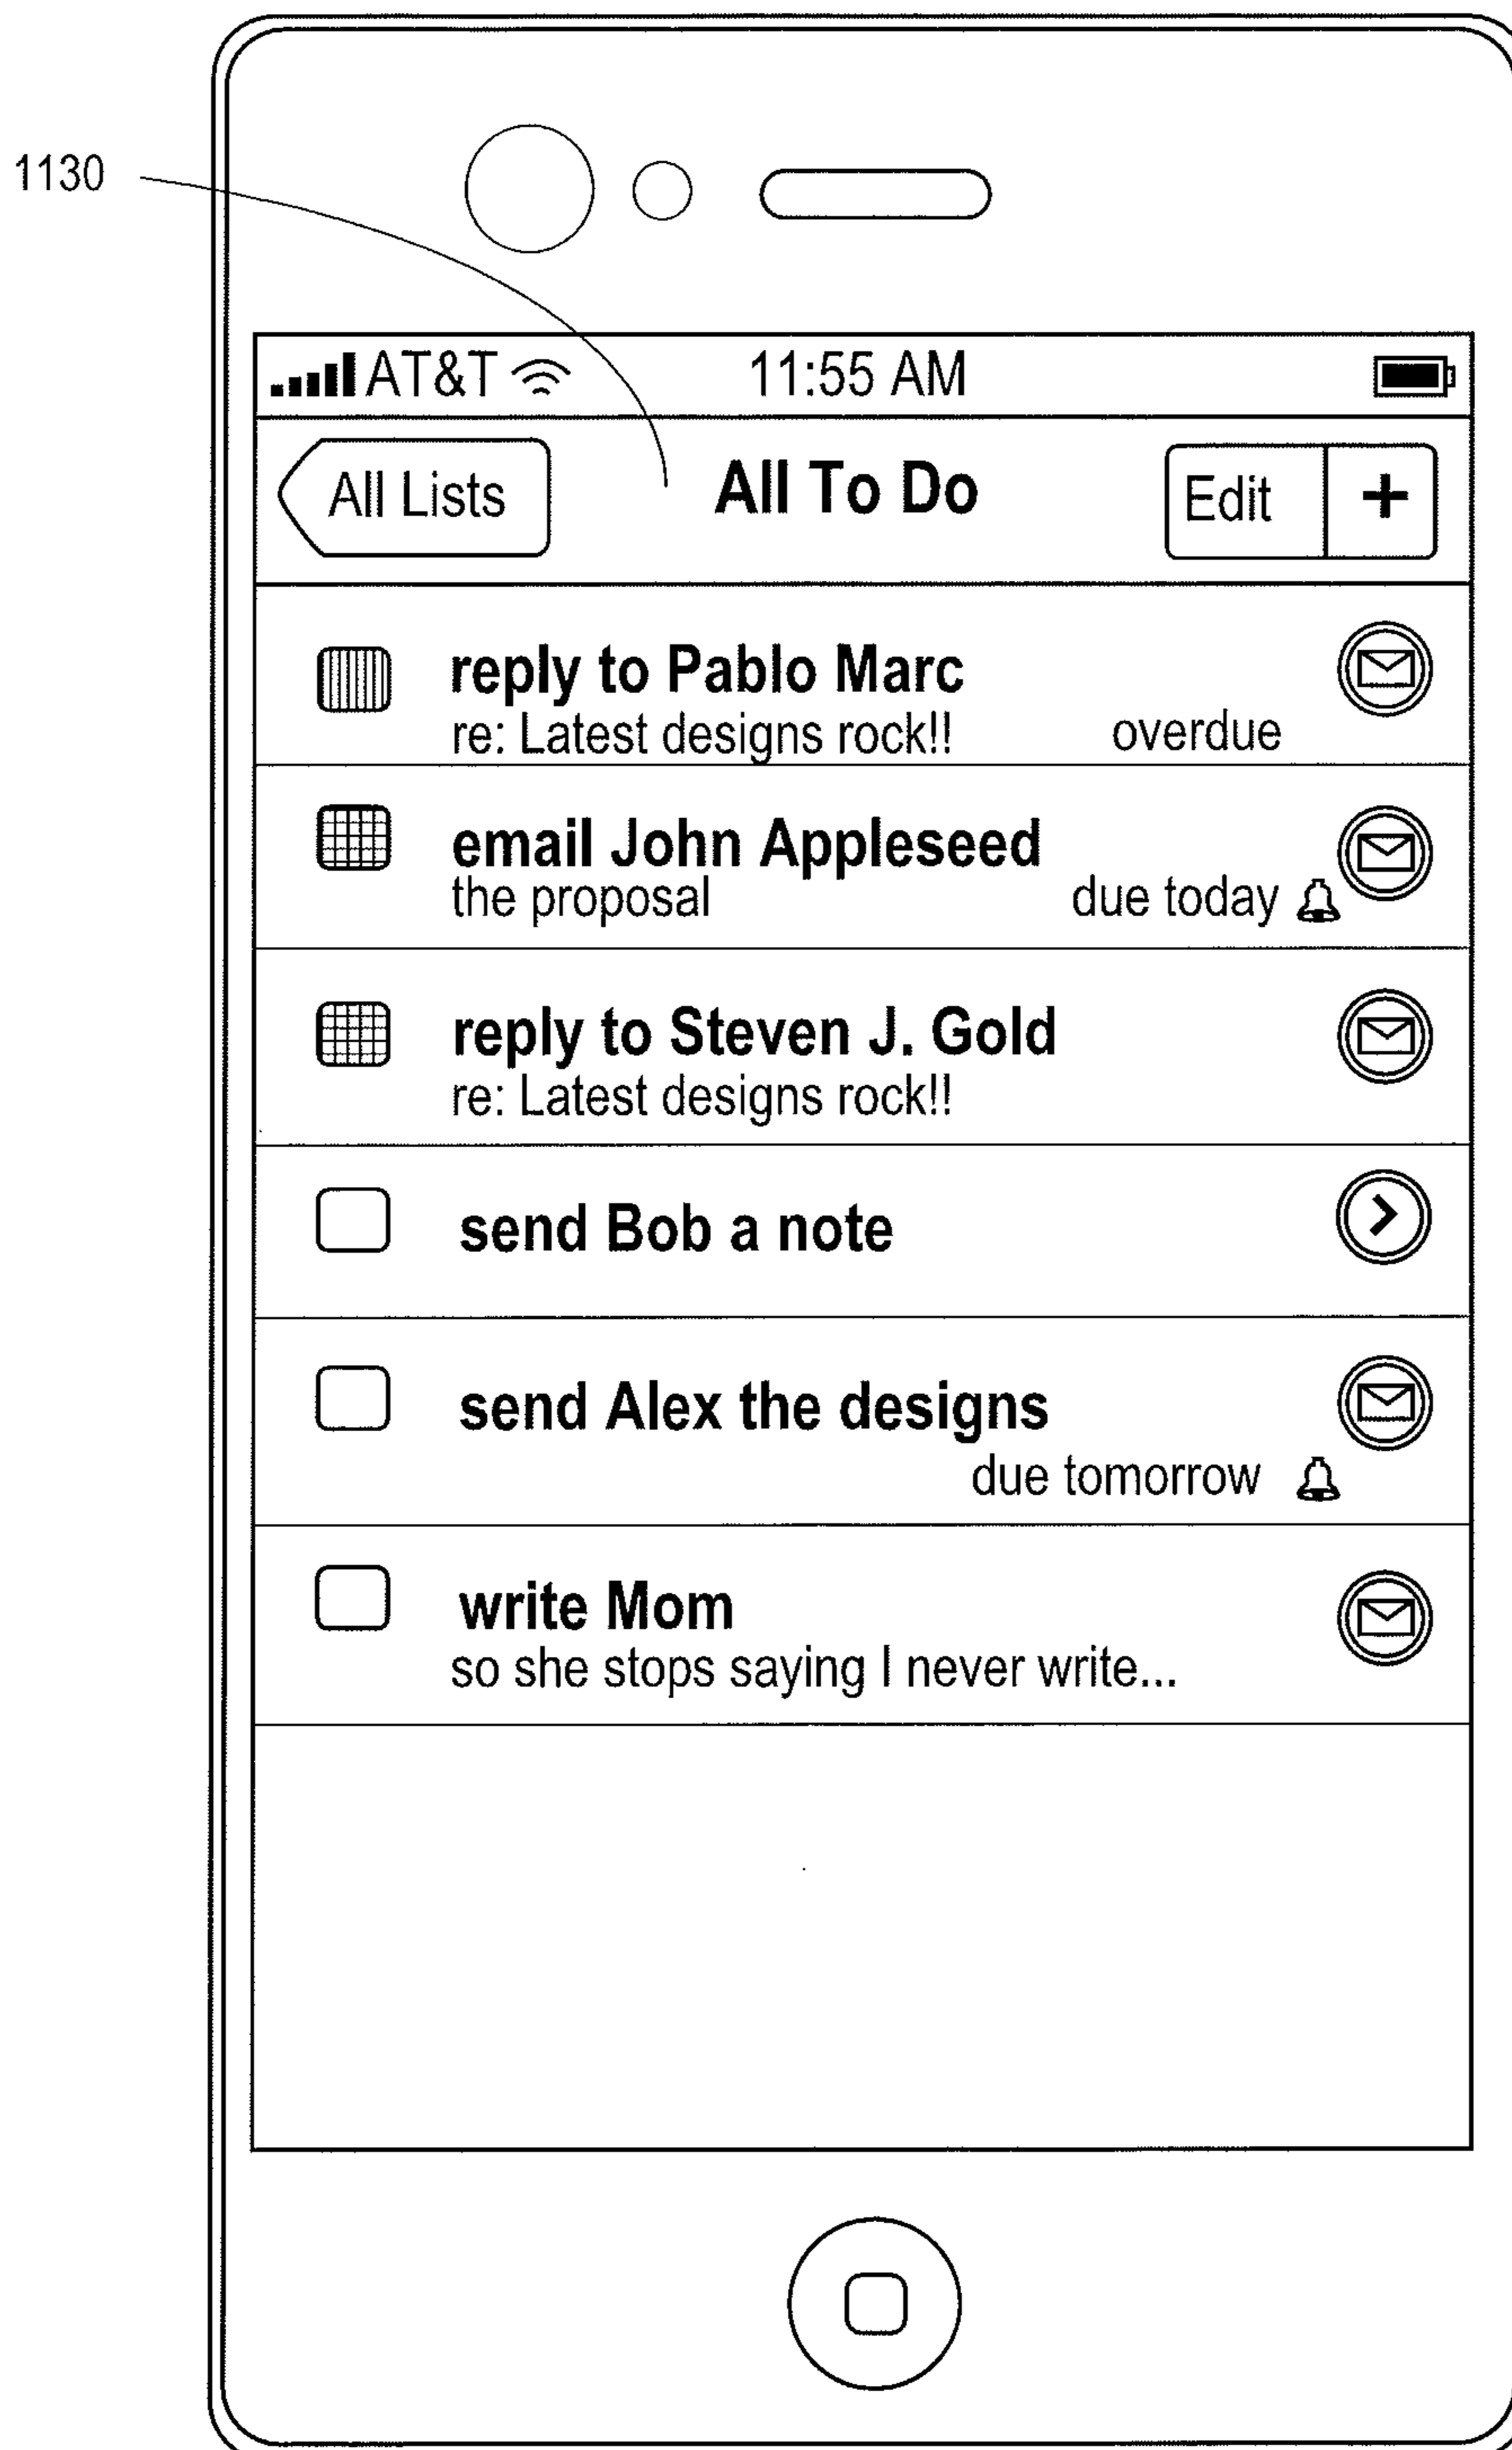 1130
AT&T 11:55 AM
All Lists All To Do Edit +
reply to Pablo Marc
re: Latest designs rock!! overdue
email John Appleseed
the proposal due today
reply to Steven J. Gold
re: Latest designs rock!!
send Bob a note
send Alex the designs
due tomorrow
write Mom
so she stops saying I never write...